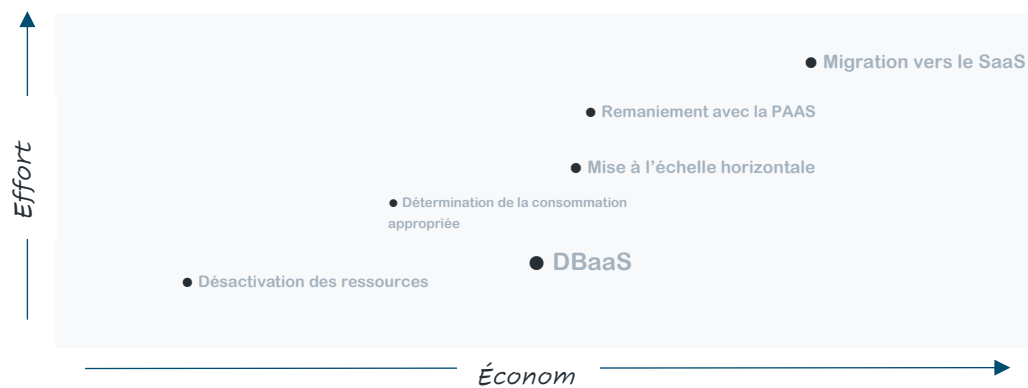 ● Migration vers le SaaS
● Remaniement avec la PAAS
● Mise à l'échelle horizontale
Effort
● Détermination de la consommation
appropriée
● DBaaS
● Désactivation des ressources
Économ